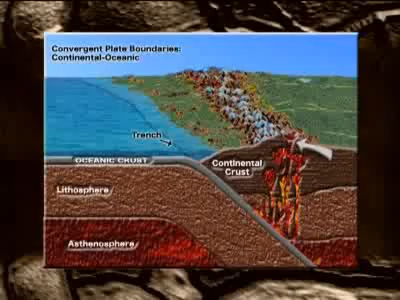 Convergent Plate Boundaries:
Continental-Oceanic
Trench
OCEANIC CRUST
Continental
Crust
Lithosphere
Asthenosphere